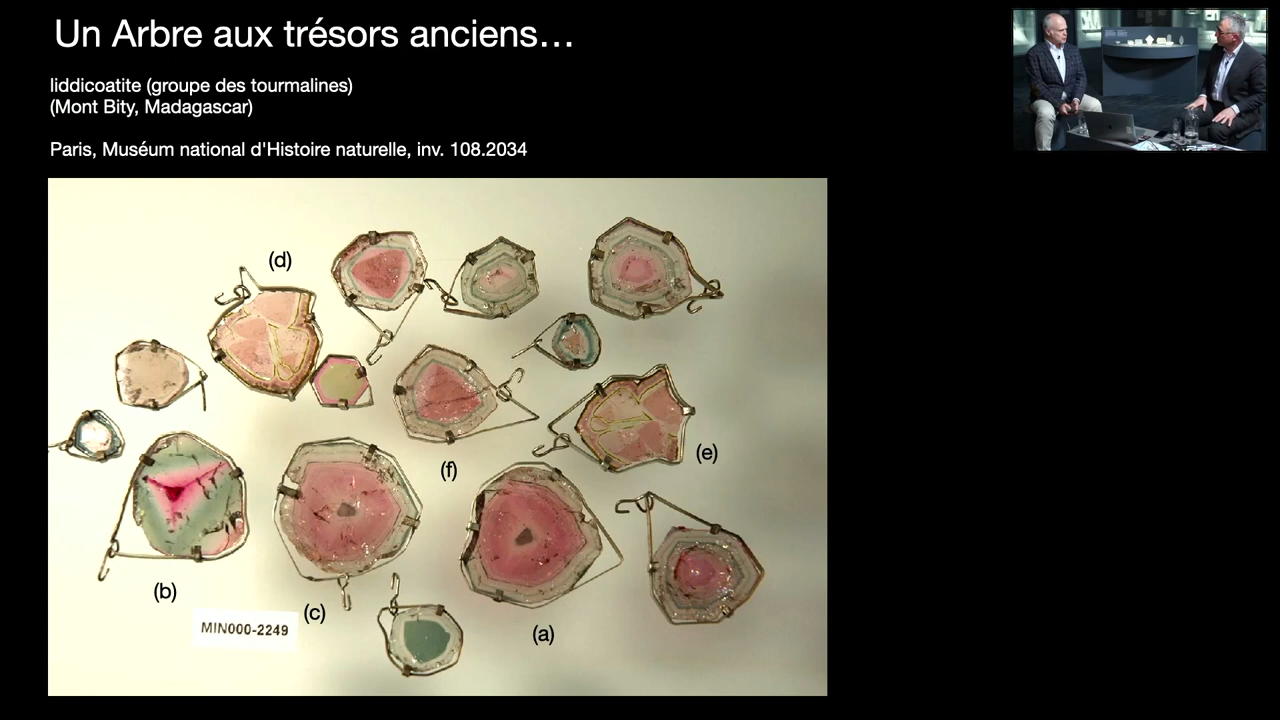 Un Arbre aux trésors anciens...
liddicoatite (groupe des tourmalines)
(Mont Bity, Madagascar)
Paris, Muséum national d'Histoire naturelle, inv. 108.2034
(d)
(e)
(f)
(b)
(c)
MIN000-2249
(a)